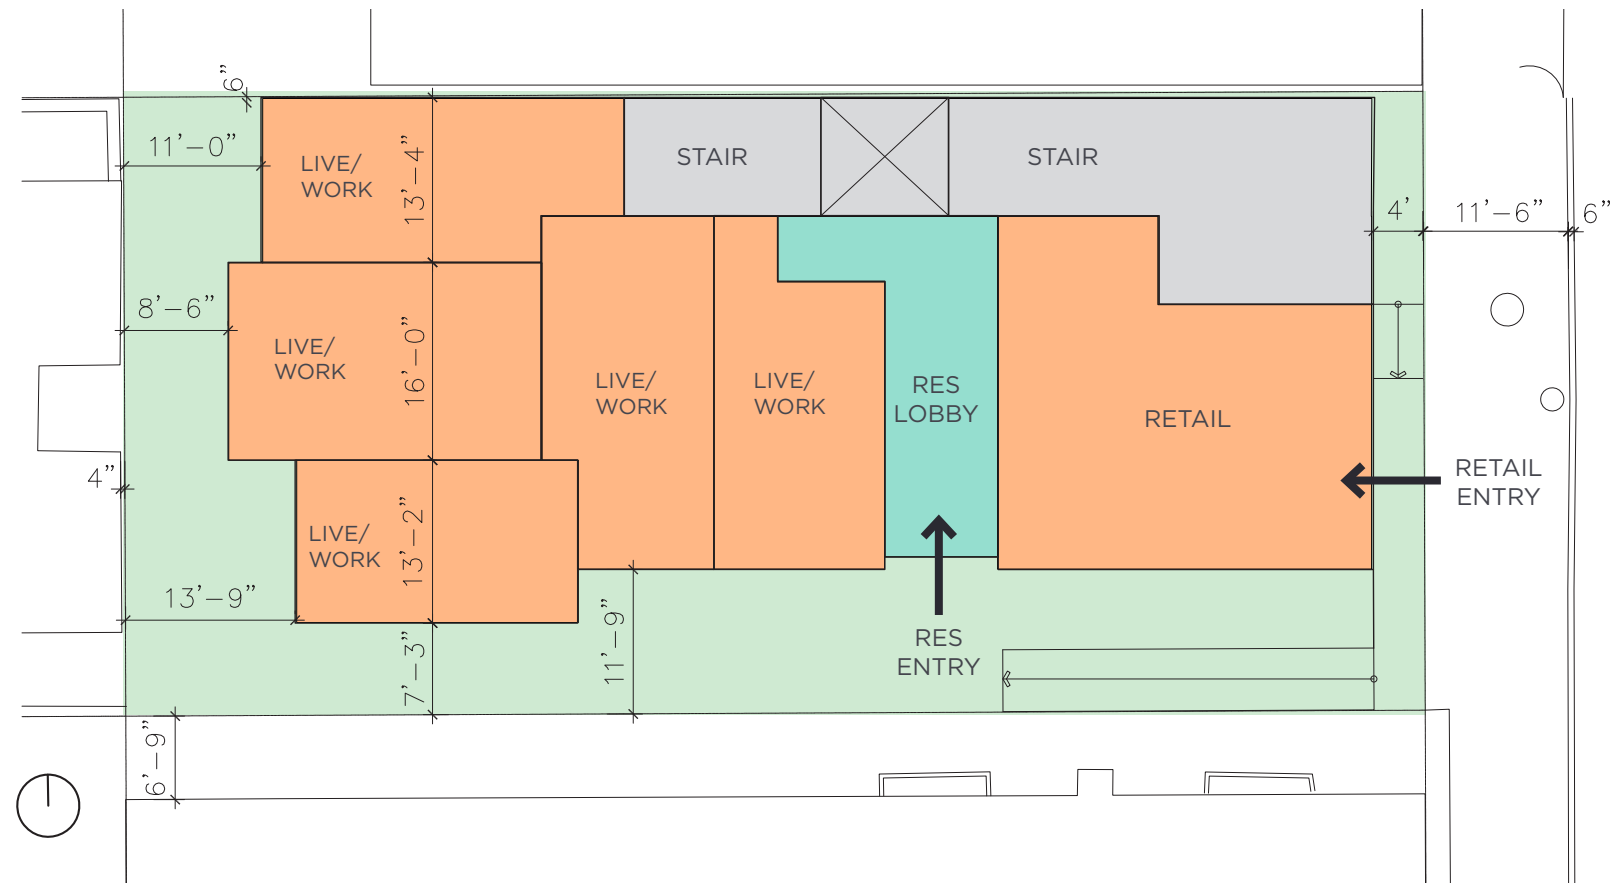 6”
11’–0”
LIVE/
WORK
13’–4”
STAIR
STAIR
4’
11’–6”
6”
8’–6”
LIVE/
WORK
16’–0”
LIVE/
WORK
LIVE/
WORK
RES
LOBBY
RETAIL
4”
RETAIL
ENTRY
LIVE/
WORK
13’–2”
13’–9”
7’–3”
11’–9”
RES
ENTRY
6’–9”